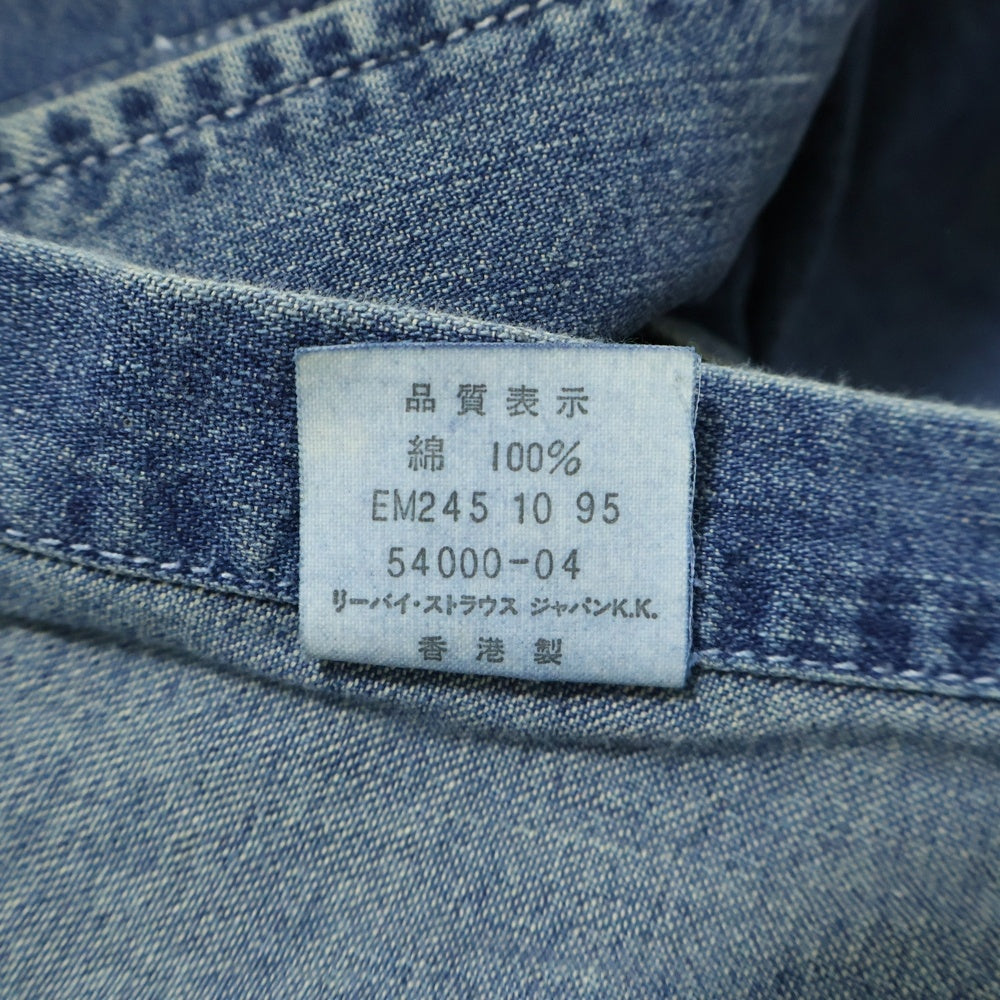 品質表示
綿 100%
EM245 10 95
54000-04
リーバイ・ストラウス ジャパンK.K.
香港製